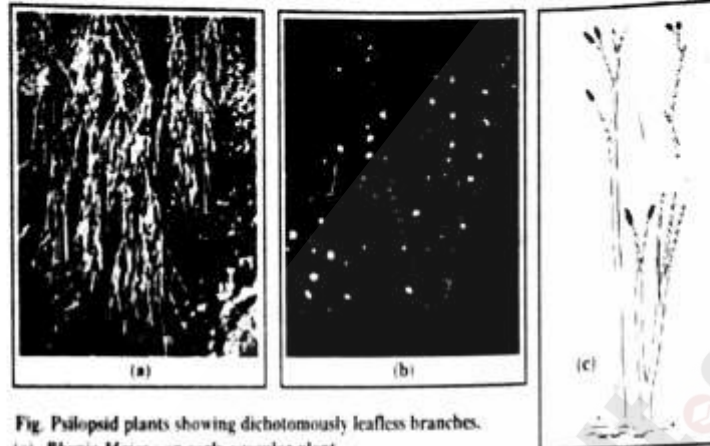 (a)
(b)
(c)
Fig. Psilopsid plants showing dichotomously leafless branches.